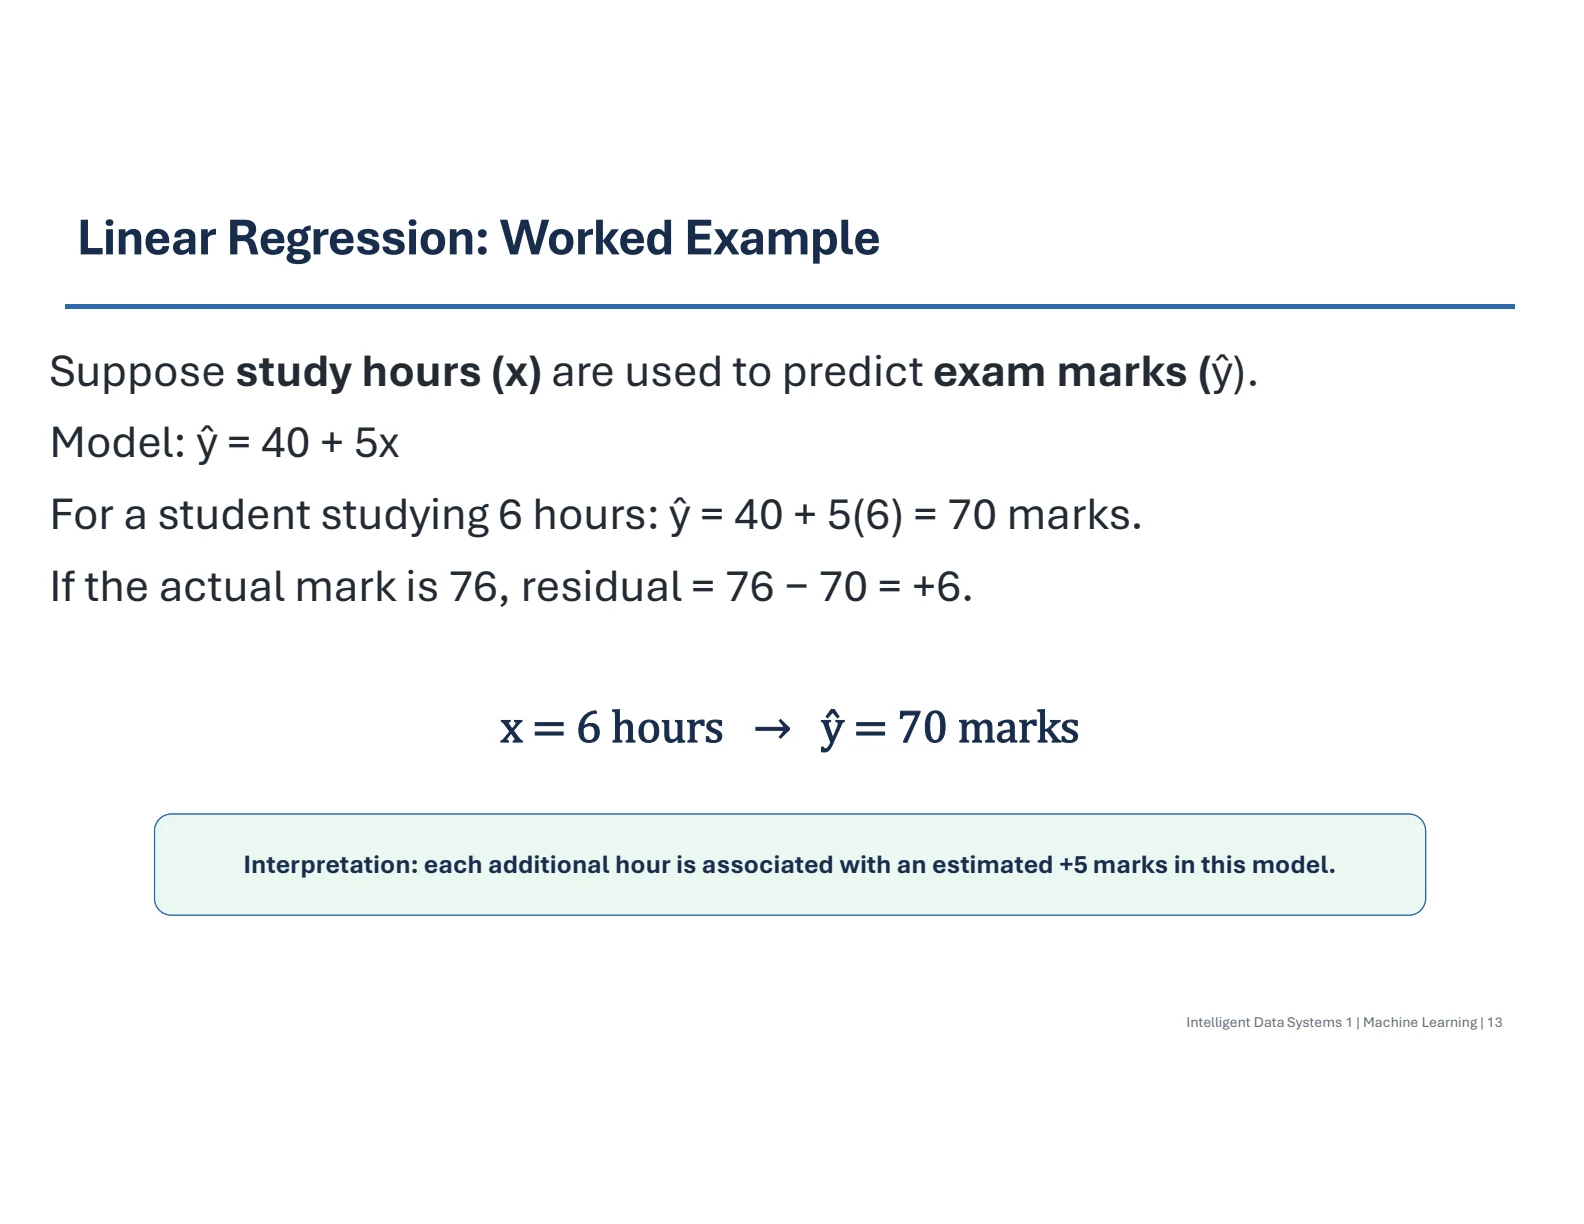 Linear Regression: Worked Example
Suppose study hours (x) are used to predict exam marks (ŷ).
Model: ŷ = 40 + 5x
For a student studying 6 hours: ŷ = 40 + 5(6) = 70 marks.
If the actual mark is 76, residual = 76 − 70 = +6.
x = 6 hours → ŷ = 70 marks
Interpretation: each additional hour is associated with an estimated +5 marks in this model.
Intelligent Data Systems 1 | Machine Learning | 13